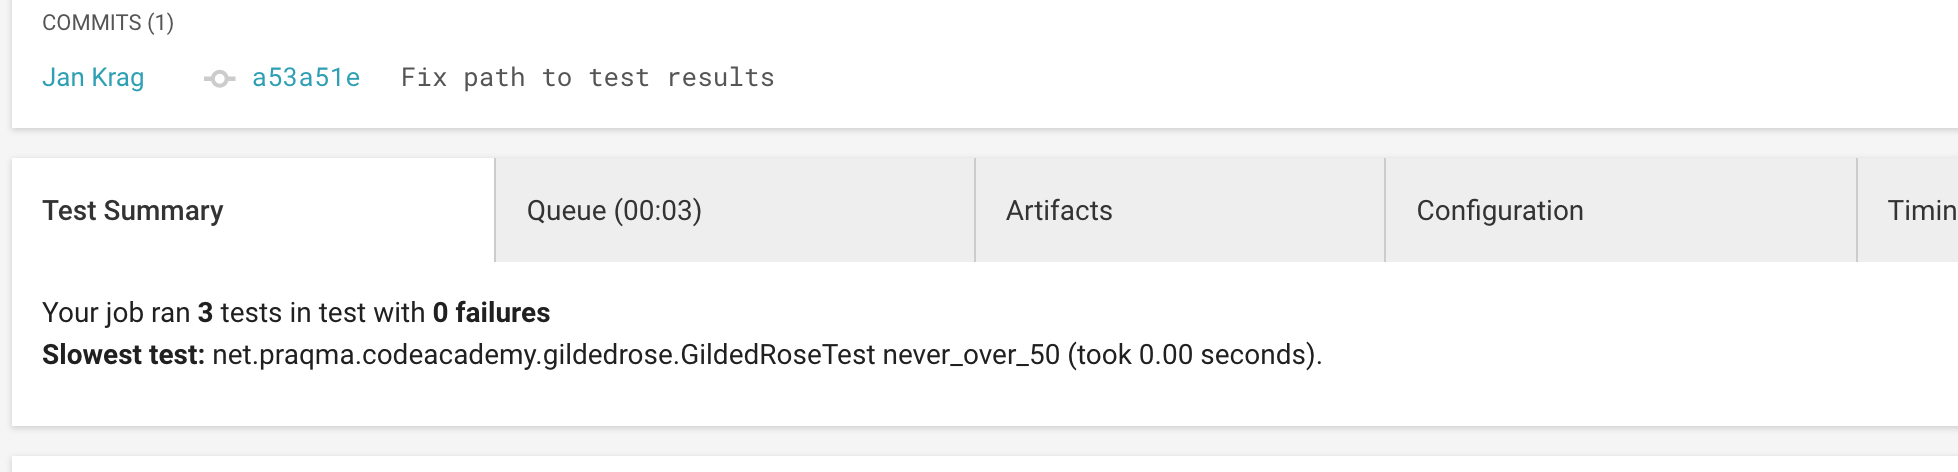 COMMITS (1)
Jan Krag a53a51e Fix path to test results
Test Summary Queue (00:03) Artifacts Configuration Timin
Your job ran 3 tests in test with 0 failures
Slowest test: net.praqma.codeacademy.gildedrose.GildedRoseTest never_over_50 (took 0.00 seconds).